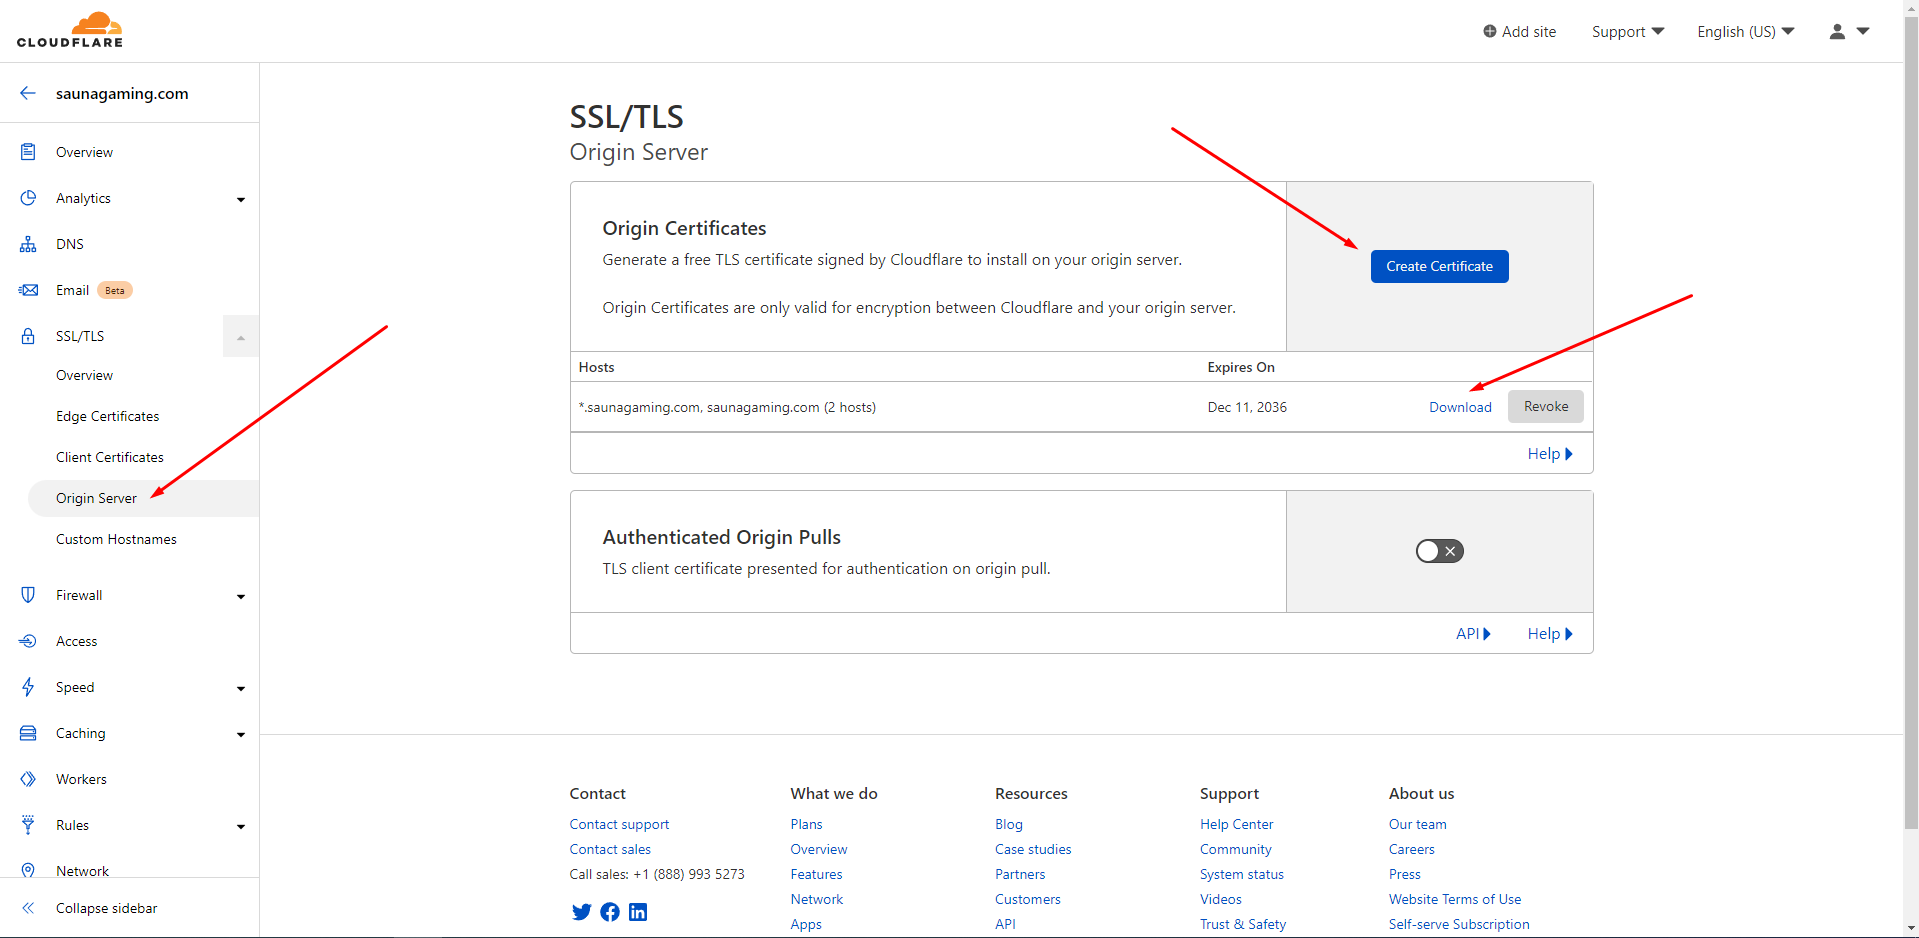 CLOUDFLARE
Add site
Support
English (US)
saunagaming.com
Overview
Analytics
DNS
Email Beta
SSL/TLS
Overview
Edge Certificates
Client Certificates
Origin Server
Custom Hostnames
Firewall
Access
Speed
Caching
Workers
Rules
Network
Collapse sidebar
SSL/TLS
Origin Server
Origin Certificates
Generate a free TLS certificate signed by Cloudflare to install on your origin server.
Origin Certificates are only valid for encryption between Cloudflare and your origin server.
Create Certificate
Hosts Expires On
*.saunagaming.com, saunagaming.com (2 hosts) Dec 11, 2036 Download Revoke
Help
Authenticated Origin Pulls
TLS client certificate presented for authentication on origin pull.
API Help
Contact
Contact support
Contact sales
Call sales: +1 (888) 993 5273
What we do
Plans
Overview
Features
Network
Apps
Resources
Blog
Case studies
Partners
Customers
API
Support
Help Center
Community
System status
Videos
Trust & Safety
About us
Our team
Careers
Press
Website Terms of Use
Self-serve Subscription